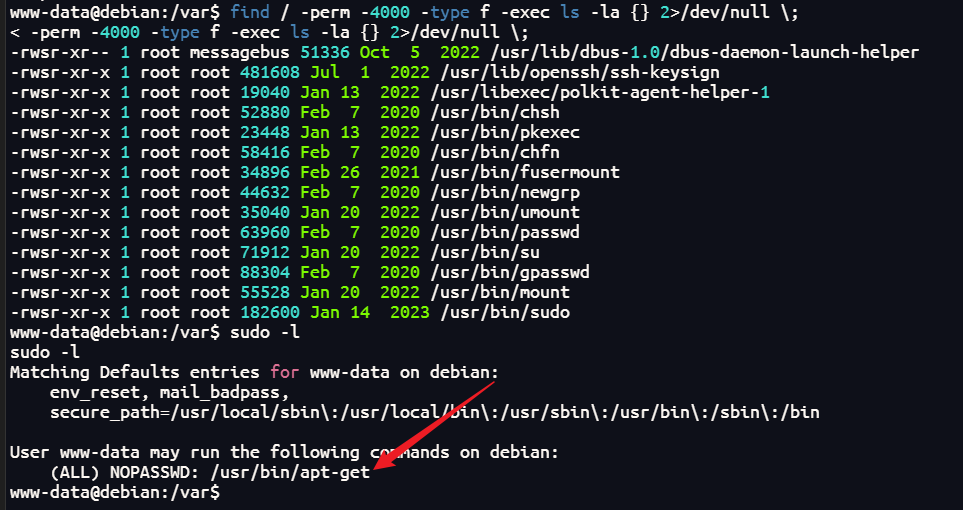 www-data@debian:/var$ find / -perm -4000 -type f -exec ls -la {} 2>/dev/null \;
< -perm -4000 -type f -exec ls -la {} 2>/dev/null \;
-rwsr-xr-- 1 root messagebus 51336 Oct  5  2022 /usr/lib/dbus-1.0/dbus-daemon-launch-helper
-rwsr-xr-x 1 root root 481608 Jul  1  2022 /usr/lib/openssh/ssh-keysign
-rwsr-xr-x 1 root root 19040 Jan 13  2022 /usr/libexec/polkit-agent-helper-1
-rwsr-xr-x 1 root root 52880 Feb  7  2020 /usr/bin/chsh
-rwsr-xr-x 1 root root 23448 Jan 13  2022 /usr/bin/pkexec
-rwsr-xr-x 1 root root 58416 Feb  7  2020 /usr/bin/chfn
-rwsr-xr-x 1 root root 34896 Feb 26  2021 /usr/bin/fusermount
-rwsr-xr-x 1 root root 44632 Feb  7  2020 /usr/bin/newgrp
-rwsr-xr-x 1 root root 35040 Jan 20  2022 /usr/bin/umount
-rwsr-xr-x 1 root root 63960 Feb  7  2020 /usr/bin/passwd
-rwsr-xr-x 1 root root 71912 Jan 20  2022 /usr/bin/su
-rwsr-xr-x 1 root root 88304 Feb  7  2020 /usr/bin/gpasswd
-rwsr-xr-x 1 root root 55528 Jan 20  2022 /usr/bin/mount
-rwsr-xr-x 1 root root 182600 Jan 14  2023 /usr/bin/sudo
www-data@debian:/var$ sudo -l
sudo -l
Matching Defaults entries for www-data on debian:
    env_reset, mail_badpass,
    secure_path=/usr/local/sbin\:/usr/local/bin\:/usr/sbin\:/usr/bin\:/sbin\:/bin

User www-data may run the following commands on debian:
    (ALL) NOPASSWD: /usr/bin/apt-get
www-data@debian:/var$